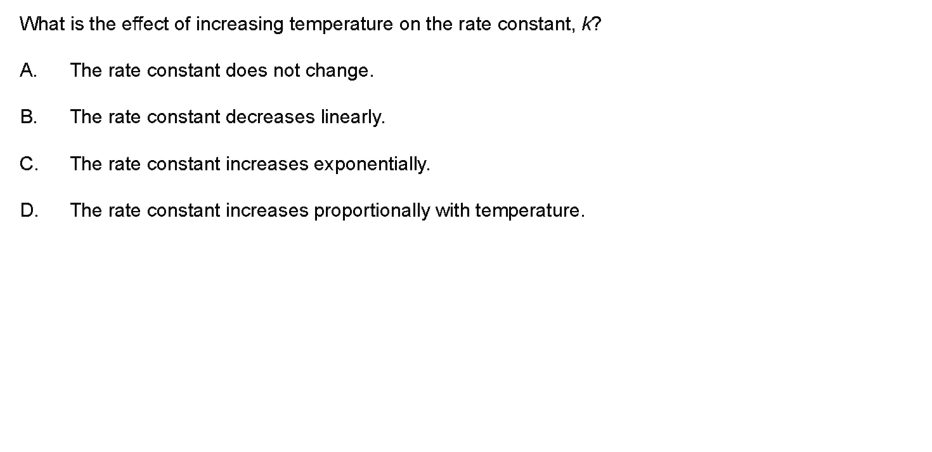 What is the effect of increasing temperature on the rate constant, k?
A. The rate constant does not change.
B. The rate constant decreases linearly.
C. The rate constant increases exponentially.
D. The rate constant increases proportionally with temperature.